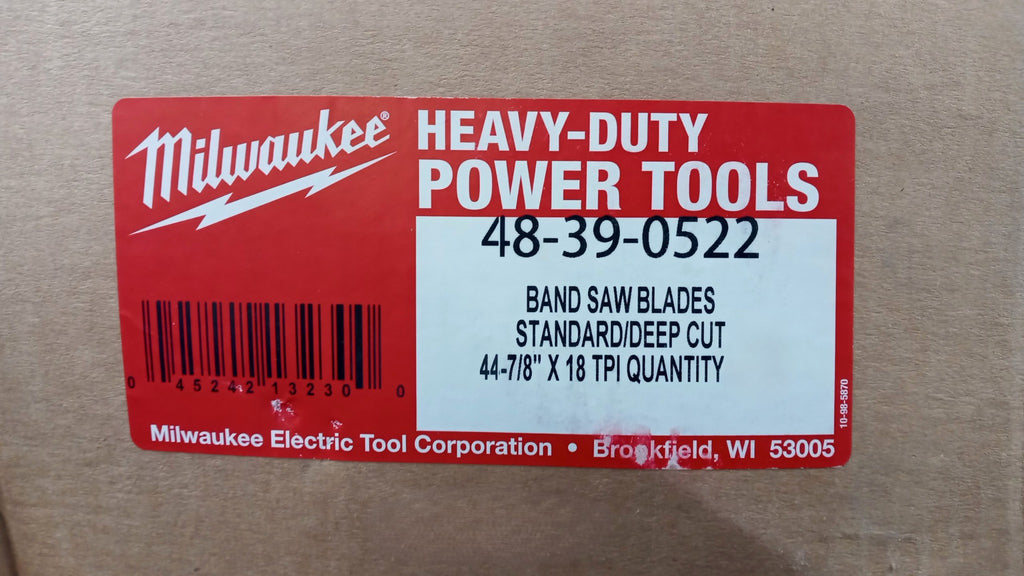 Milwaukee®
HEAVY-DUTY
POWER TOOLS
48-39-0522
BAND SAW BLADES
STANDARD/DEEP CUT
44-7/8" X 18 TPI QUANTITY
0 45242 13230 0
10-98-5870
Milwaukee Electric Tool Corporation • Brookfield, WI 53005